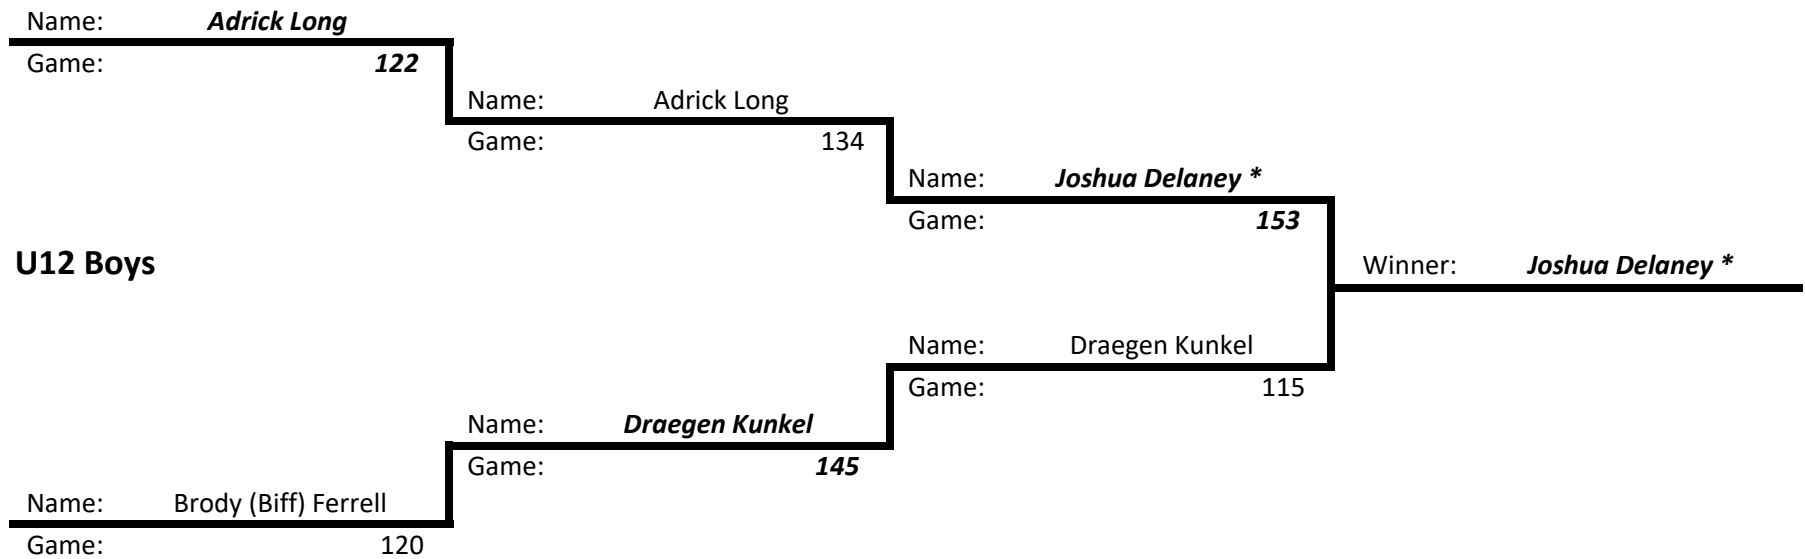 Name: Adrick Long
Game: 122
Name: Adrick Long
Game: 134
Name: Joshua Delaney *
Game: 153
U12 Boys
Winner: Joshua Delaney *
Name: Draegen Kunkel
Game: 115
Name: Draegen Kunkel
Game: 145
Name: Brody (Biff) Ferrell
Game: 120